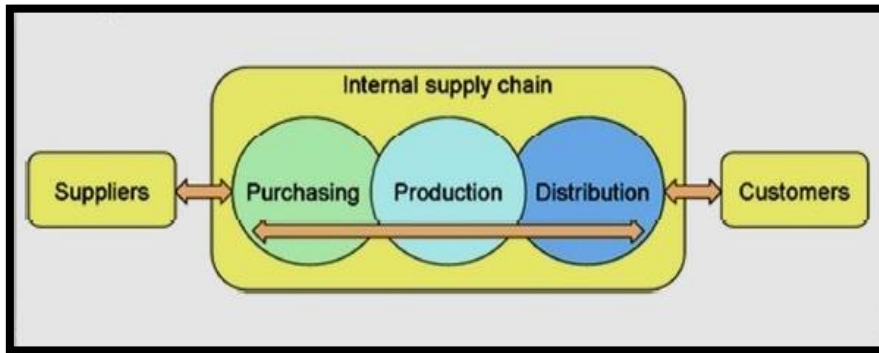 Internal supply chain
Suppliers
Purchasing
Production
Distribution
Customers